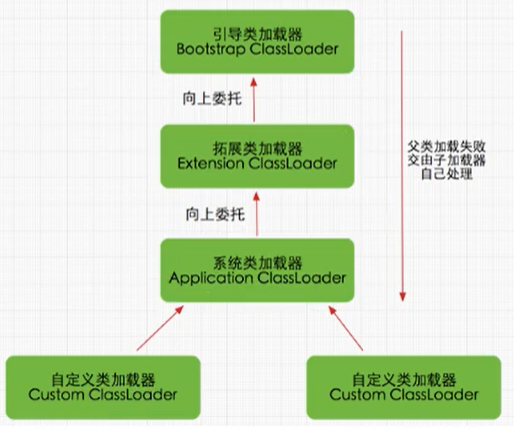 引导类加载器
Bootstrap ClassLoader
向上委托
拓展类加载器
Extension ClassLoader
父类加载失败
交由子加载器
自己处理
向上委托
系统类加载器
Application ClassLoader
自定义类加载器
Custom ClassLoader
自定义类加载器
Custom ClassLoader